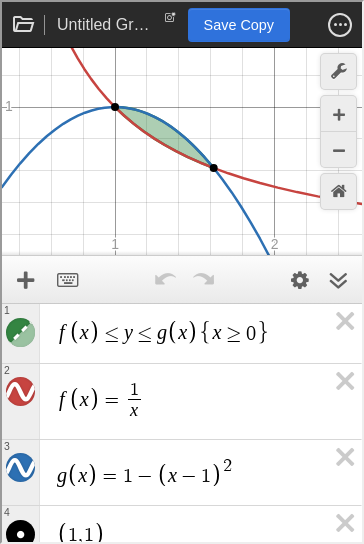 Untitled Gr... Save Copy
1
1 2
1 f(x) ≤ y ≤ g(x){x ≥ 0}
2 f(x) = 1/x
3 g(x) = 1 − (x−1)²
4 (1,1)